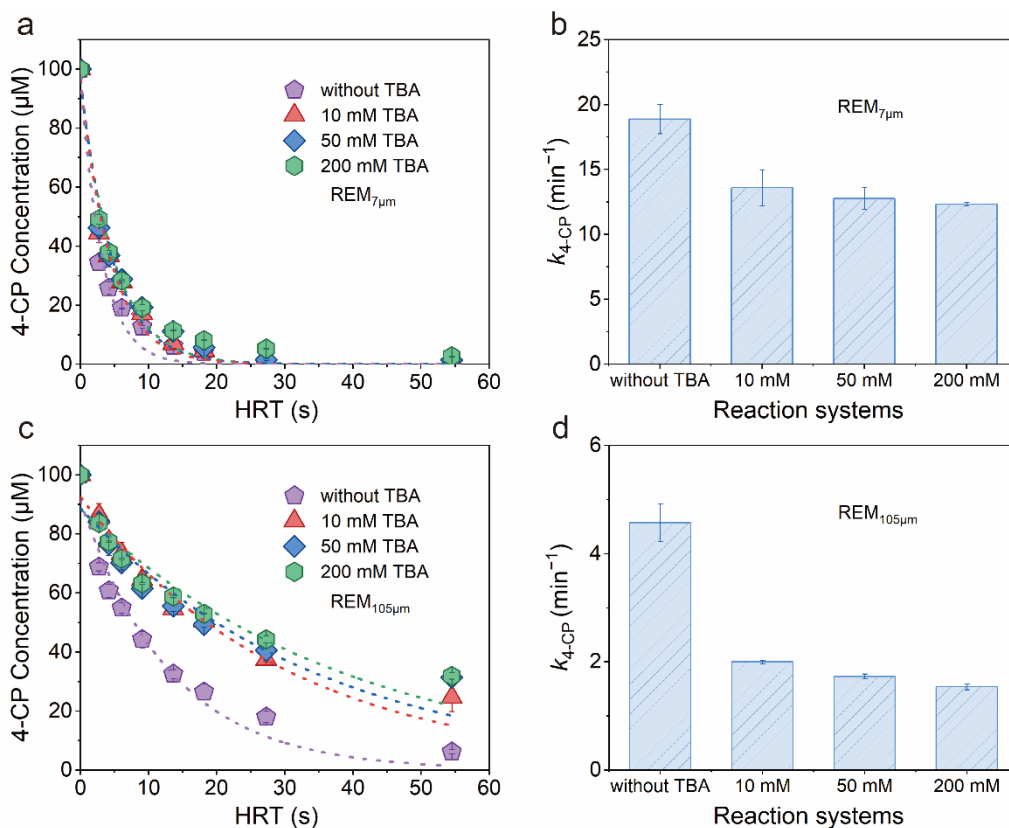 a
100
80
60
40
20
0
4-CP Concentration (µM)
without TBA
10 mM TBA
50 mM TBA
200 mM TBA
REM7µm
0 10 20 30 40 50 60
HRT (s)
b
25
20
15
10
5
0
k4-CP (min−1)
REM7µm
without TBA 10 mM 50 mM 200 mM
Reaction systems
c
100
80
60
40
20
0
4-CP Concentration (µM)
without TBA
10 mM TBA
50 mM TBA
200 mM TBA
REM105µm
0 10 20 30 40 50 60
HRT (s)
d
6
4
2
0
k4-CP (min−1)
REM105µm
without TBA 10 mM 50 mM 200 mM
Reaction systems